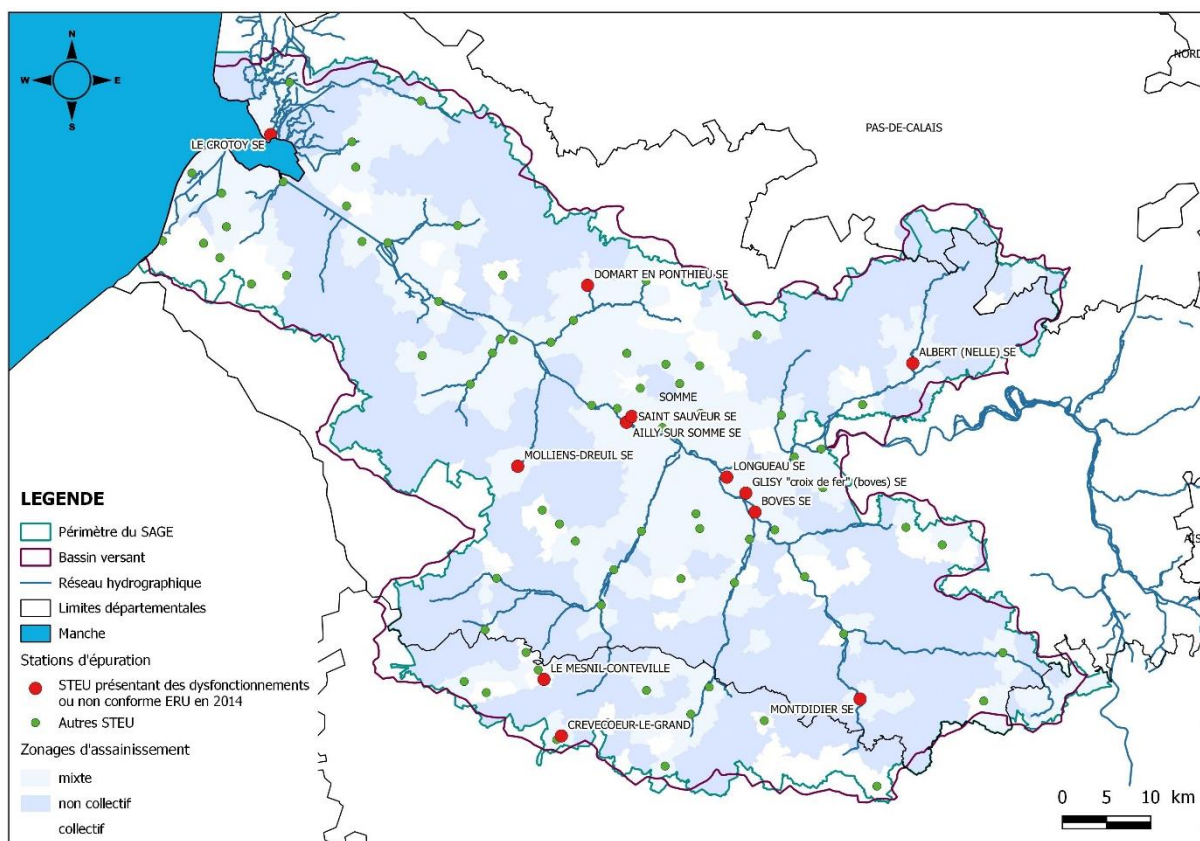 N
W
E
S
NORD
PAS-DE-CALAIS
LE CROTOY SE
DOMART EN PONTHIEU SE
ALBERT (NELLE) SE
SOMME
SAINT SAUVEUR SE
AILLY SUR SOMME SE
MOLLIENS-DREUIL SE
LONGUEAU SE
GLISY "croix de fer" (boves) SE
BOVES SE
LE MESNIL-CONTEVILLE
MONTDIDIER SE
CREVECOEUR-LE-GRAND
LEGENDE
Périmètre du SAGE
Bassin versant
Réseau hydrographique
Limites départementales
Manche
Stations d'épuration
STEU présentant des dysfonctionnements
ou non conforme ERU en 2014
Autres STEU
Zonages d'assainissement
mixte
non collectif
collectif
0 5 10 km